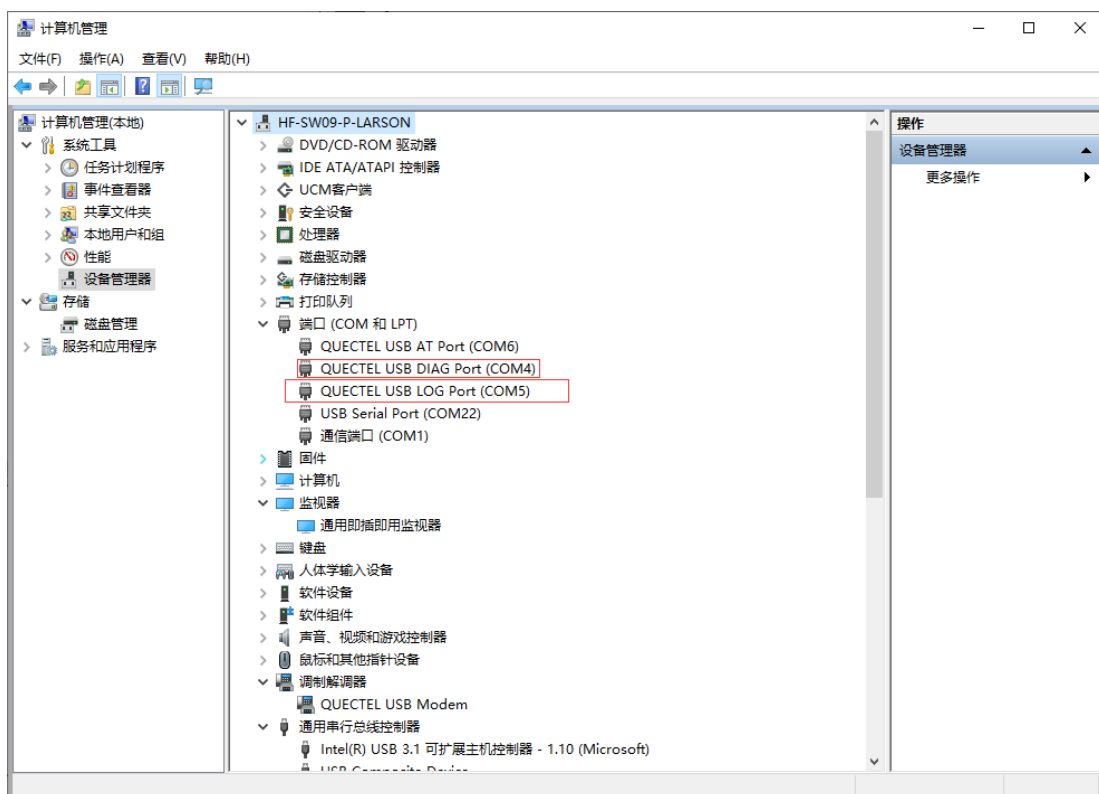 计算机管理
文件(F) 操作(A) 查看(V) 帮助(H)
计算机管理(本地)
系统工具
任务计划程序
事件查看器
共享文件夹
本地用户和组
性能
设备管理器
存储
磁盘管理
服务和应用程序
HF-SW09-P-LARSON
DVD/CD-ROM 驱动器
IDE ATA/ATAPI 控制器
UCM客户端
安全设备
处理器
磁盘驱动器
存储控制器
打印队列
端口 (COM 和 LPT)
QUECTEL USB AT Port (COM6)
QUECTEL USB DIAG Port (COM4)
QUECTEL USB LOG Port (COM5)
USB Serial Port (COM22)
通信端口 (COM1)
固件
计算机
监视器
通用即插即用监视器
键盘
人体学输入设备
软件设备
软件组件
声音、视频和游戏控制器
鼠标和其他指针设备
调制解调器
QUECTEL USB Modem
通用串行总线控制器
Intel(R) USB 3.1 可扩展主机控制器 - 1.10 (Microsoft)
USB Composite Device
操作
设备管理器
更多操作